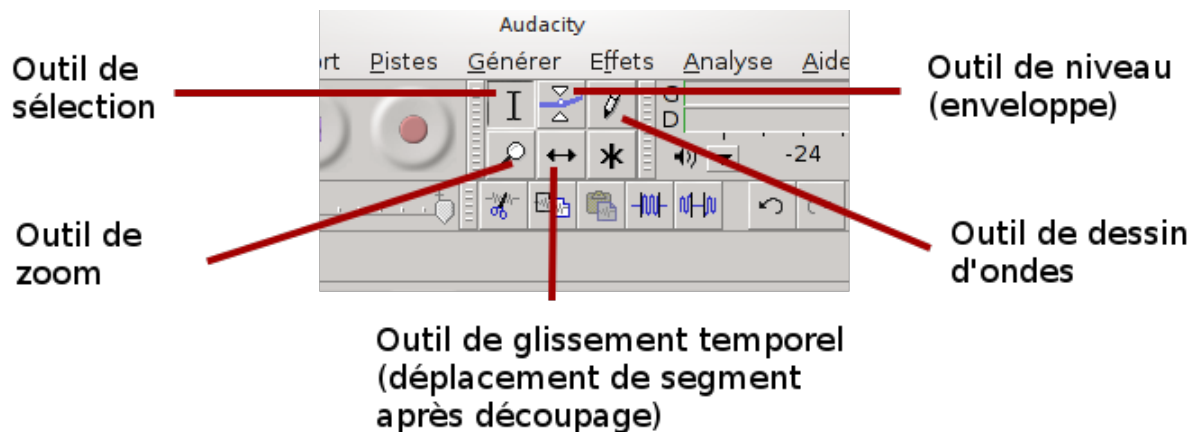 Audacity
rt Pistes Générer Effets Analyse Aide
Outil de
sélection
Outil de niveau
(enveloppe)
G
D
-24
Outil de
zoom
Outil de dessin
d'ondes
Outil de glissement temporel
(déplacement de segment
après découpage)